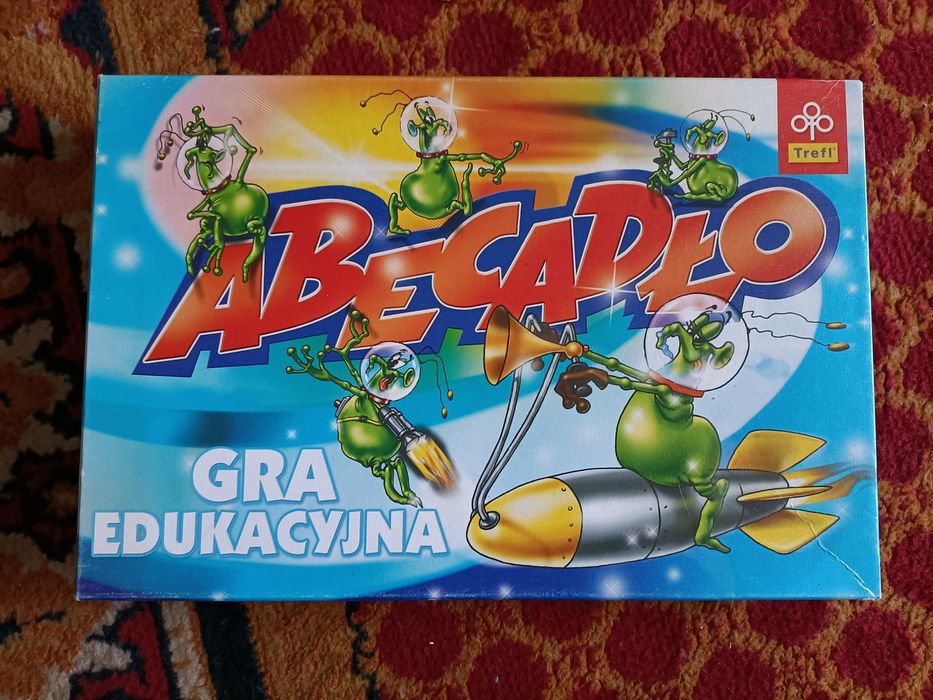 Trefl
ABECADŁO
GRA
EDUKACYJNA